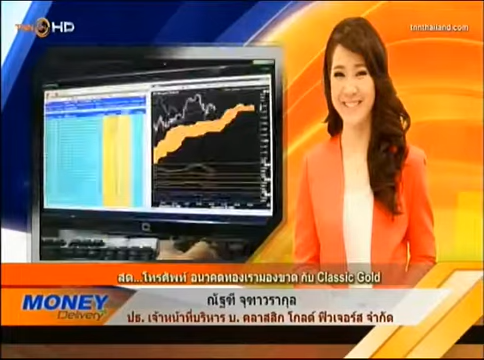 TNN HD
tnnthailand.com
สด...โทรศัพท์ อนาคตทองเรามองขาด กับ Classic Gold
MONEY
Delivery
ณัฐฑี จุฑาวรากุล
ปธ. เจ้าหน้าที่บริหาร บ. คลาสสิก โกลด์ ฟิวเจอร์ส จำกัด